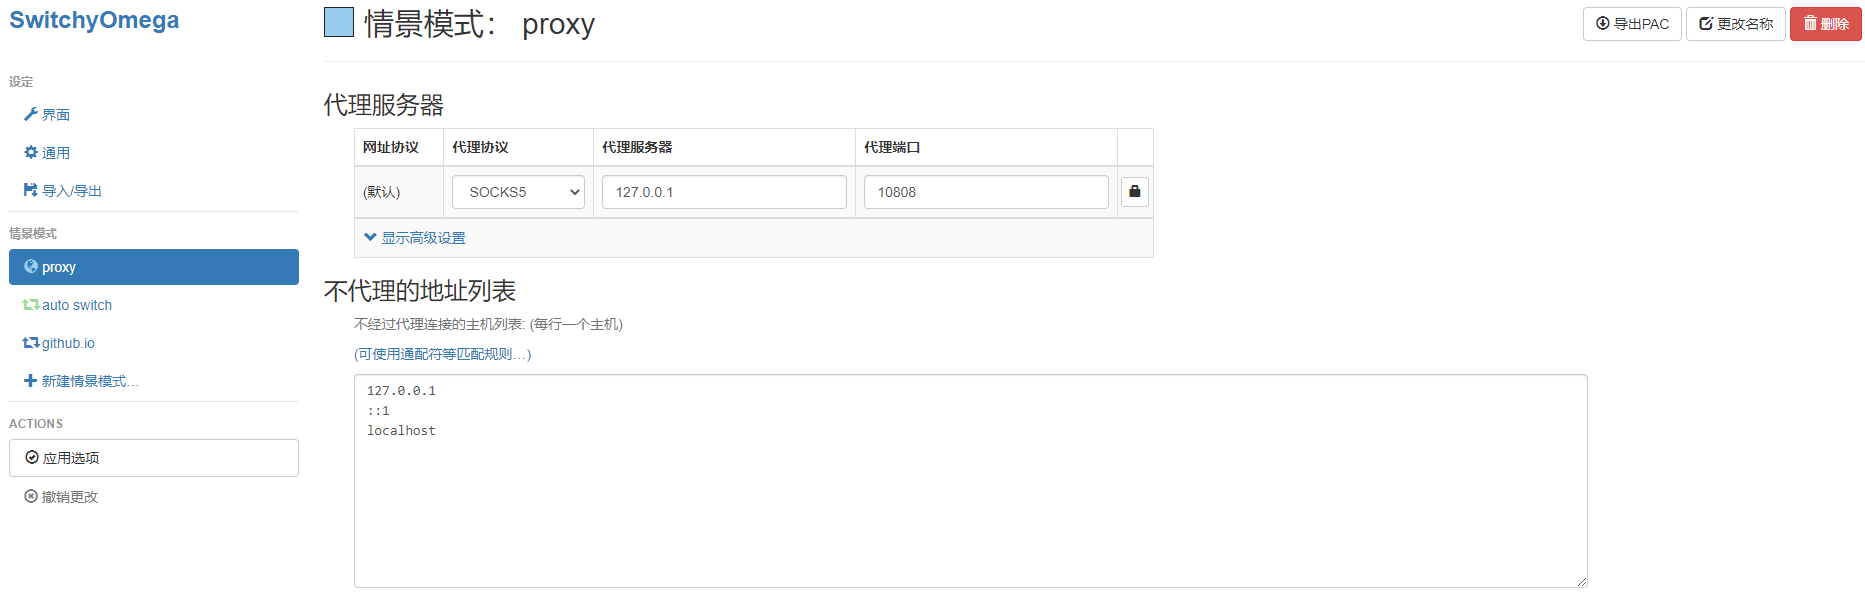 SwitchyOmega
设定
界面
通用
导入/导出
情景模式
proxy
auto switch
github.io
新建情景模式…
ACTIONS
应用选项
撤销更改
情景模式： proxy
导出PAC
更改名称
删除
代理服务器
网址协议 代理协议 代理服务器 代理端口
(默认) SOCKS5 127.0.0.1 10808
显示高级设置
不代理的地址列表
不经过代理连接的主机列表: (每行一个主机)
(可使用通配符等匹配规则…)
127.0.0.1
::1
localhost